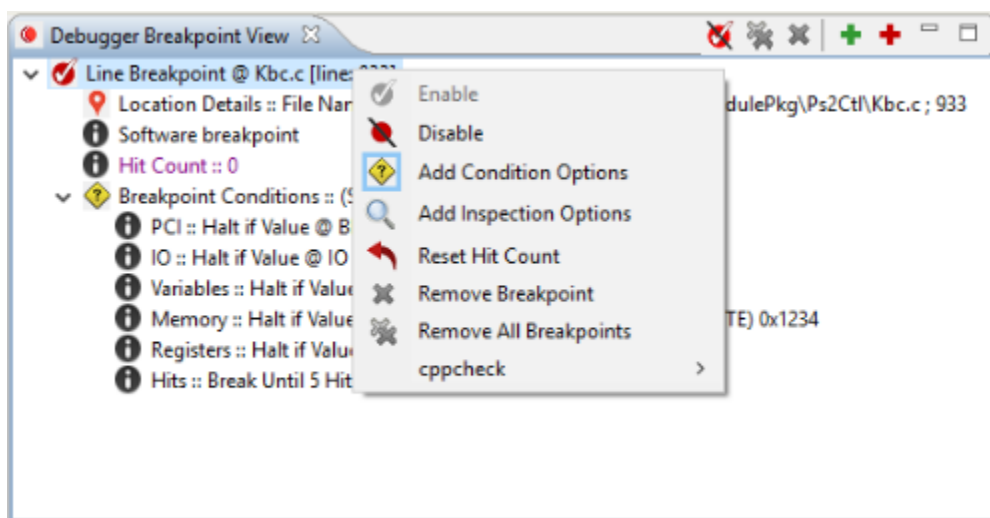 Debugger Breakpoint View
Line Breakpoint @ Kbc.c [line:
Location Details :: File Nar
dulePkg\Ps2Ctl\Kbc.c ; 933
Software breakpoint
Hit Count :: 0
Breakpoint Conditions :: (S
PCI :: Halt if Value @ B
IO :: Halt if Value @ IO
Variables :: Halt if Value
Memory :: Halt if Value
TE) 0x1234
Registers :: Halt if Valu
Hits :: Break Until 5 Hit
Enable
Disable
Add Condition Options
Add Inspection Options
Reset Hit Count
Remove Breakpoint
Remove All Breakpoints
cppcheck